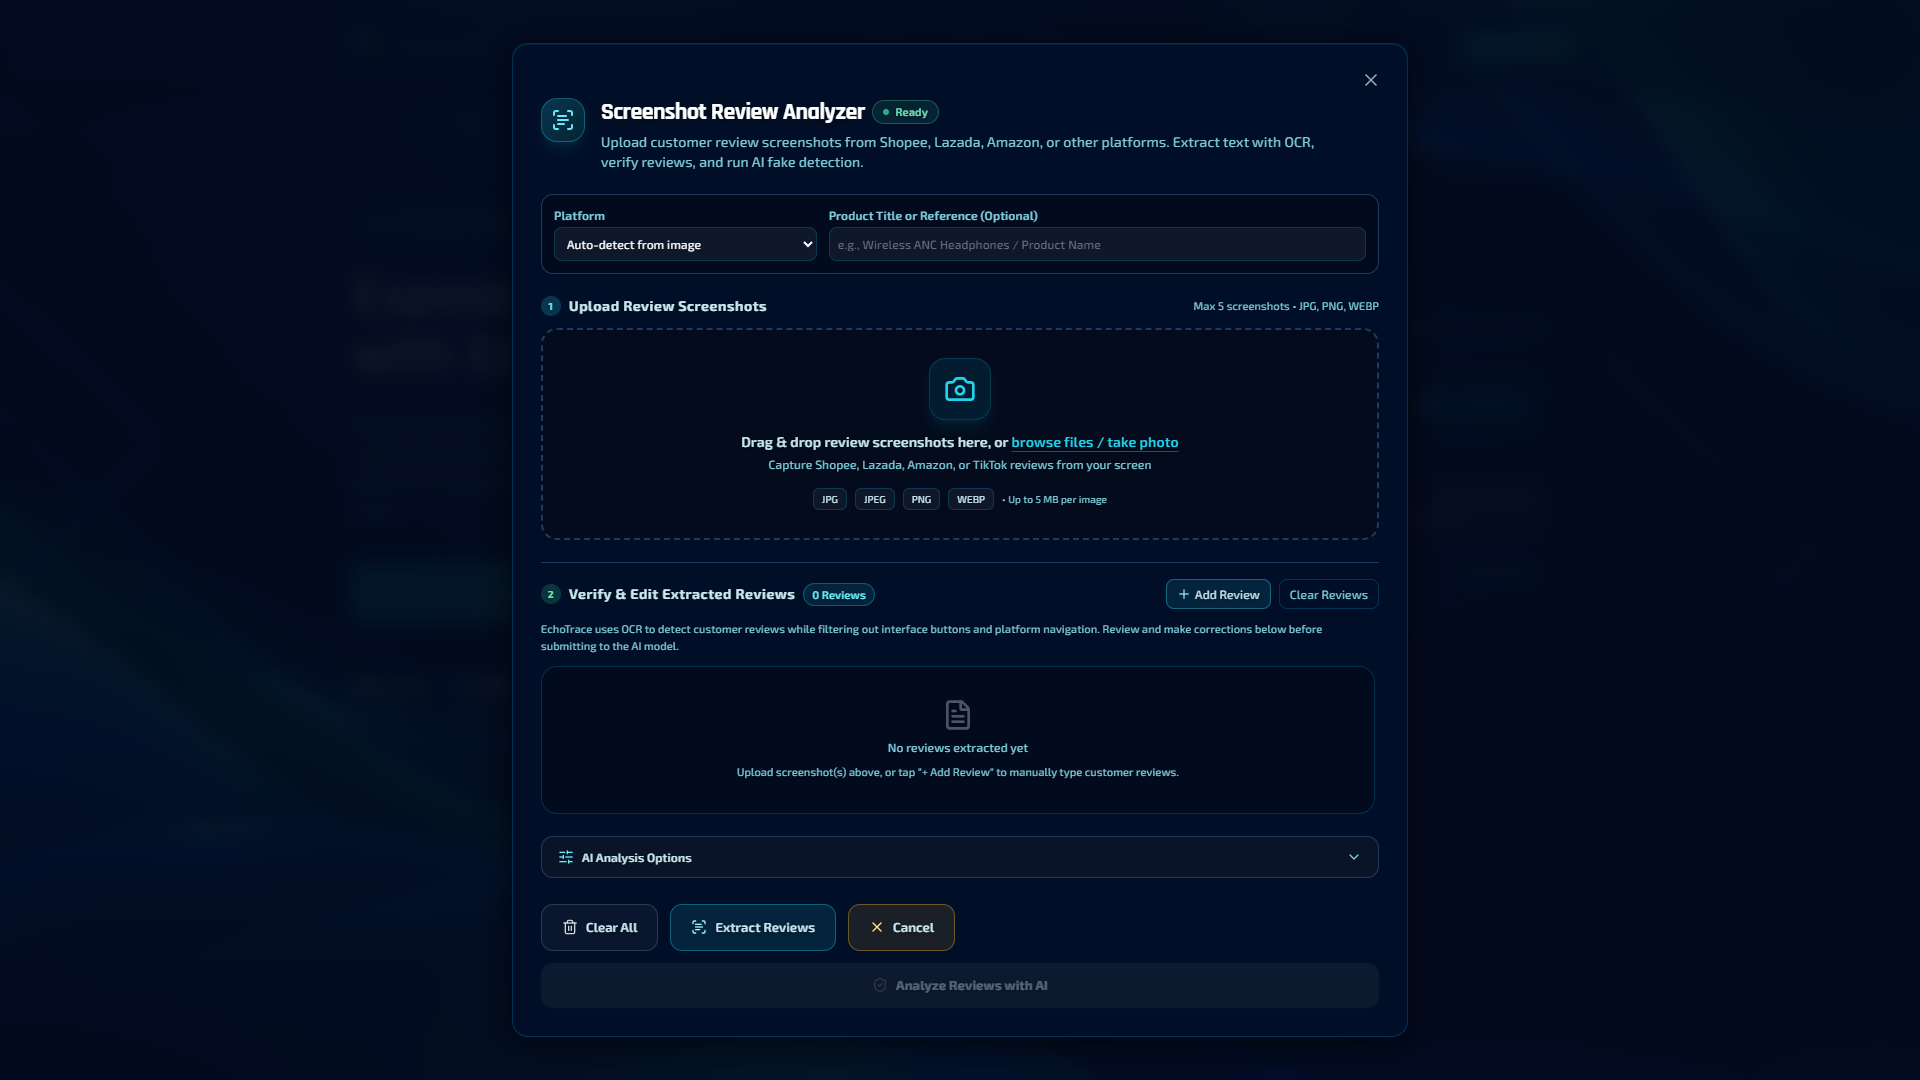 Screenshot Review Analyzer
Ready
Upload customer review screenshots from Shopee, Lazada, Amazon, or other platforms. Extract text with OCR,
verify reviews, and run AI fake detection.
Platform
Product Title or Reference (Optional)
Auto-detect from image
e.g., Wireless ANC Headphones / Product Name
1
Upload Review Screenshots
Max 5 screenshots • JPG, PNG, WEBP
Drag & drop review screenshots here, or browse files / take photo
Capture Shopee, Lazada, Amazon, or TikTok reviews from your screen
JPG
JPEG
PNG
WEBP
• Up to 5 MB per image
2
Verify & Edit Extracted Reviews
0 Reviews
+ Add Review
Clear Reviews
EchoTrace uses OCR to detect customer reviews while filtering out interface buttons and platform navigation. Review and make corrections below before
submitting to the AI model.
No reviews extracted yet
Upload screenshot(s) above, or tap "+ Add Review" to manually type customer reviews.
AI Analysis Options
Clear All
Extract Reviews
Cancel
Analyze Reviews with AI